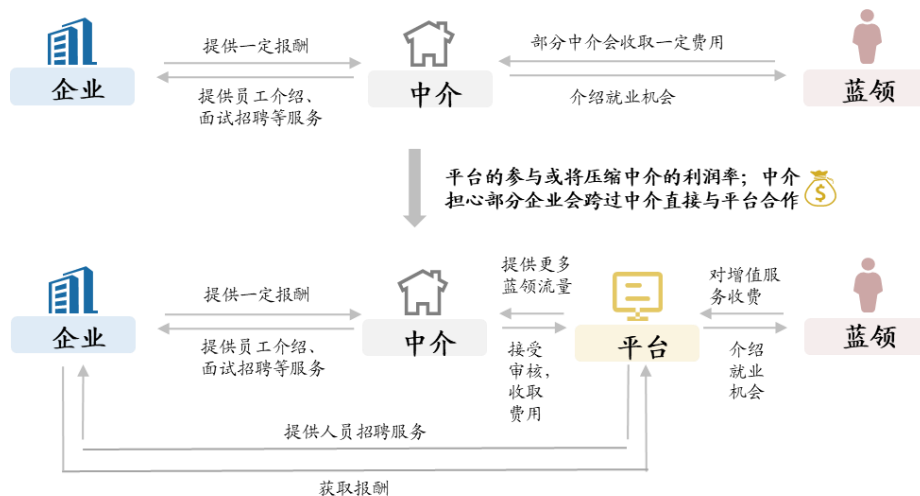 提供一定报酬
部分中介会收取一定费用
企业
中介
蓝领
提供员工介绍、
面试招聘等服务
介绍就业机会
平台的参与或将压缩中介的利润率；中介
担心部分企业会跨过中介直接与平台合作
$
提供更多
蓝领流量
对增值服
务收费
提供一定报酬
企业
中介
平台
蓝领
提供员工介绍、
面试招聘等服务
接受
审核，
收取
费用
介绍
就业
机会
提供人员招聘服务
获取报酬